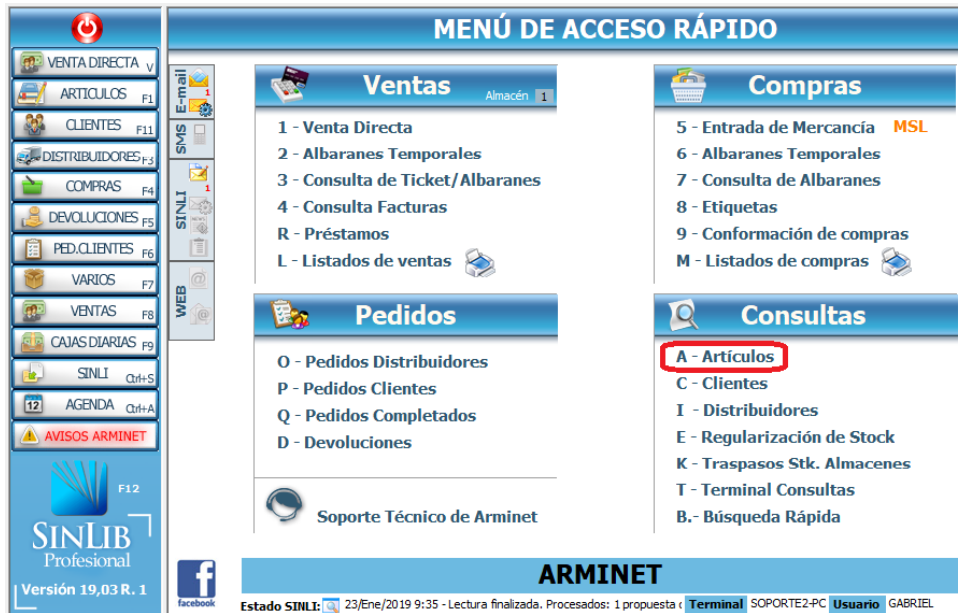 MENÚ DE ACCESO RÁPIDO
VENTA DIRECTA V
ARTICULOS F1
CLIENTES F11
DISTRIBUIDORES F3
COMPRAS F4
DEVOLUCIONES F5
PED.CLIENTES F6
VARIOS F7
VENTAS F8
CAJAS DIARIAS F9
SINLI Ctrl+S
12 AGENDA Ctrl+A
AVISOS ARMINET
F12
SINLIB
Profesional
Versión 19,03 R. 1
E-mail 1
SMS
SINLI 1
WEB
facebook
Ventas Almacén 1
1 - Venta Directa
2 - Albaranes Temporales
3 - Consulta de Ticket/Albaranes
4 - Consulta Facturas
R - Préstamos
L - Listados de ventas
Compras
5 - Entrada de Mercancía MSL
6 - Albaranes Temporales
7 - Consulta de Albaranes
8 - Etiquetas
9 - Conformación de compras
M - Listados de compras
Pedidos
O - Pedidos Distribuidores
P - Pedidos Clientes
Q - Pedidos Completados
D - Devoluciones
Soporte Técnico de Arminet
Consultas
A - Artículos
C - Clientes
I - Distribuidores
E - Regularización de Stock
K - Traspasos Stk. Almacenes
T - Terminal Consultas
B.- Búsqueda Rápida
ARMINET
Estado SINLI: 23/Ene/2019 9:35 - Lectura finalizada. Procesados: 1 propuesta Terminal SOPORTE2-PC Usuario GABRIEL